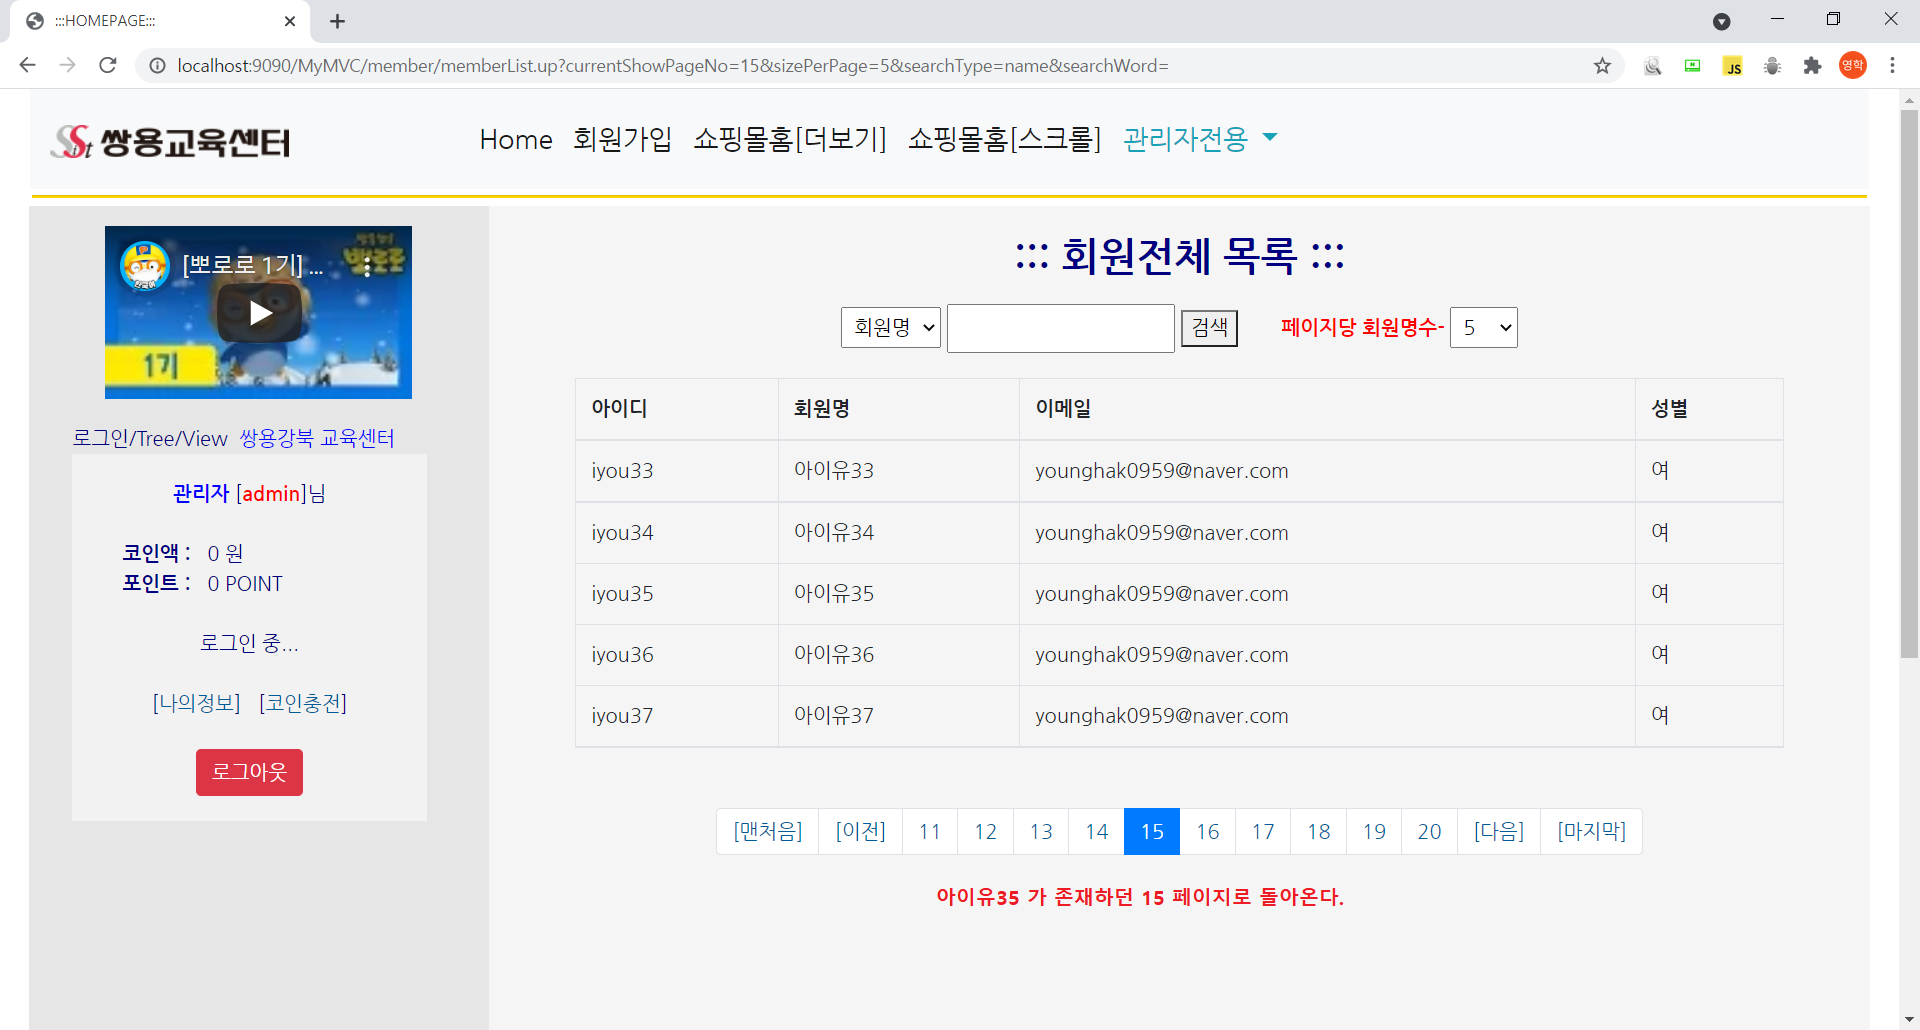 :::HOMEPAGE:::
localhost:9090/MyMVC/member/memberList.up?currentShowPageNo=15&sizePerPage=5&searchType=name&searchWord=
JS
영학
SSist 쌍용교육센터
Home 회원가입 쇼핑몰홈[더보기] 쇼핑몰홈[스크롤] 관리자전용
[뽀로로 1기] ...
뽀로로
1기
로그인/Tree/View 쌍용강북 교육센터
관리자 [admin]님
코인액 : 0 원
포인트 : 0 POINT
로그인 중...
[나의정보] [코인충전]
로그아웃
::: 회원전체 목록 :::
회원명 검색 페이지당 회원명수- 5
아이디 회원명 이메일 성별
iyou33 아이유33 younghak0959@naver.com 여
iyou34 아이유34 younghak0959@naver.com 여
iyou35 아이유35 younghak0959@naver.com 여
iyou36 아이유36 younghak0959@naver.com 여
iyou37 아이유37 younghak0959@naver.com 여
[맨처음] [이전] 11 12 13 14 15 16 17 18 19 20 [다음] [마지막]
아이유35 가 존재하던 15 페이지로 돌아온다.